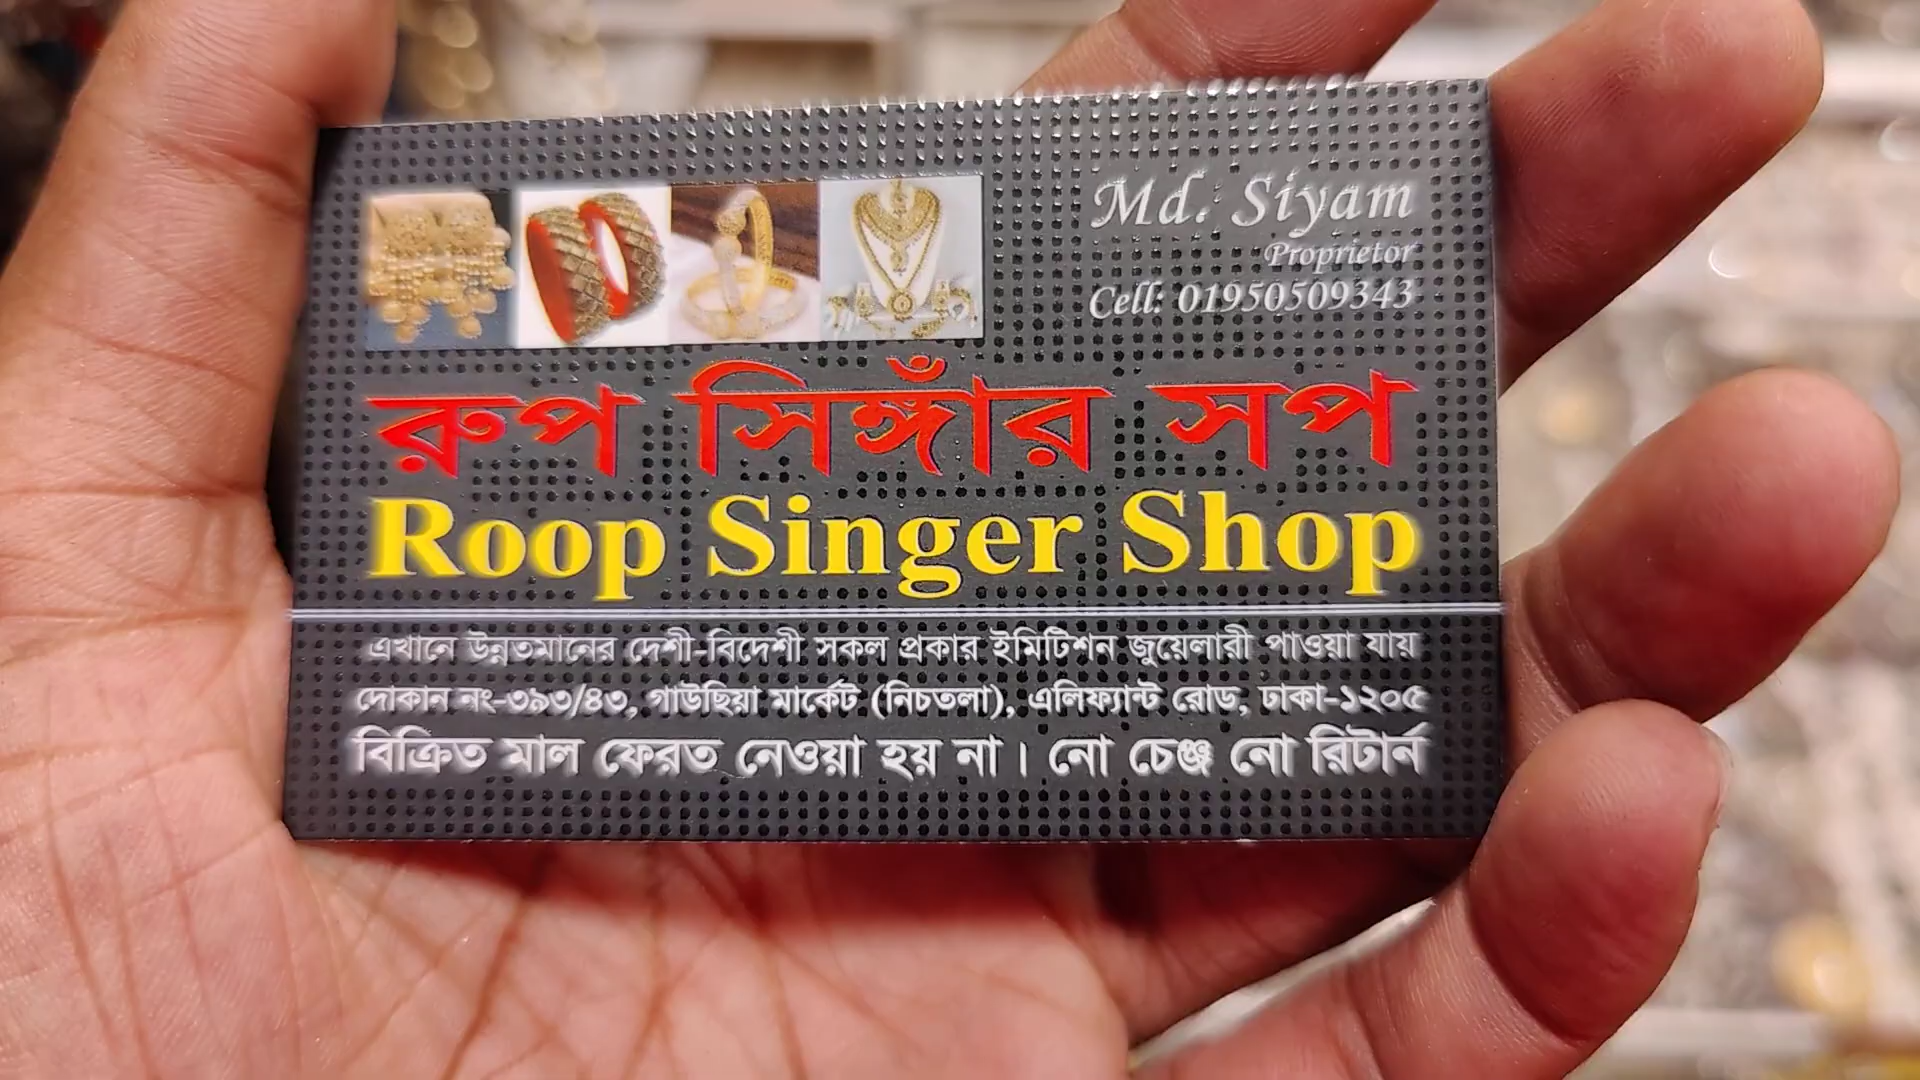 Md. Siyam
Proprietor
Cell: 01950509343
রুপ সিঙ্গাঁর সপ
Roop Singer Shop
এখানে উন্নতমানের দেশী-বিদেশী সকল প্রকার ইমিটিশন জুয়েলারী পাওয়া যায়
দোকান নং-৩৯৩/৪৩, গাউছিয়া মার্কেট (নিচতলা), এলিফ্যান্ট রোড, ঢাকা-১২০৫
বিক্রিত মাল ফেরত নেওয়া হয় না। নো চেঞ্জ নো রিটার্ন